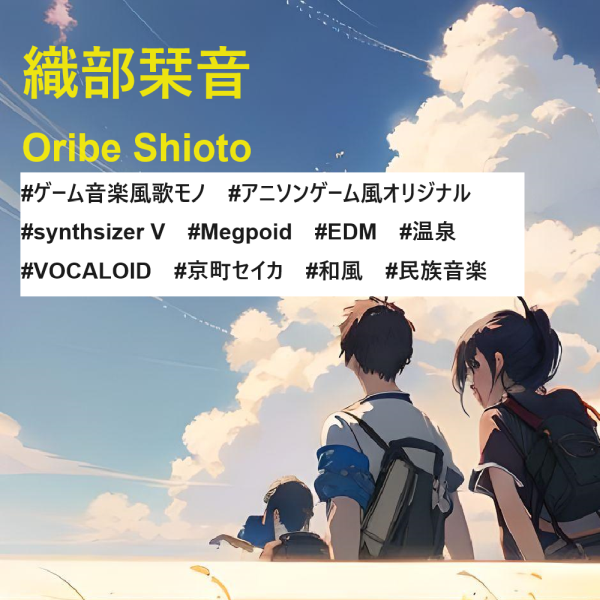 織部栞音
Oribe Shioto
#ゲーム音楽風歌モノ #アニソンゲーム風オリジナル
#synthsizer V #Megpoid #EDM #温泉
#VOCALOID #京町セイカ #和風 #民族音楽